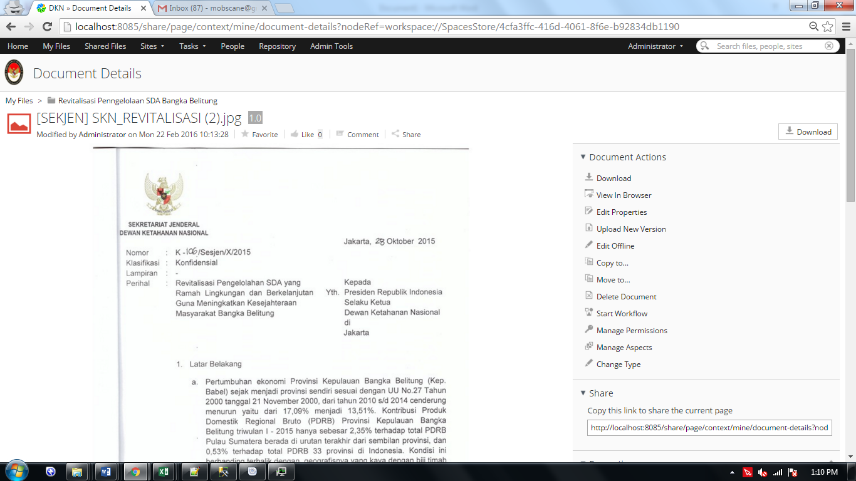 DKN » Document Details
Inbox (87) - mobscane@g
localhost:8085/share/page/context/mine/document-details?nodeRef=workspace://SpacesStore/4cfa3ffc-416d-4061-8f6e-b92834db1190
Home My Files Shared Files Sites Tasks People Repository Admin Tools Administrator Search files, people, sites
Document Details
My Files > Revitalisasi Penngelolaan SDA Bangka Belitung
[SEKJEN] SKN_REVITALISASI (2).jpg 1.0
Modified by Administrator on Mon 22 Feb 2016 10:13:28 Favorite Like 0 Comment Share
Download
SEKRETARIAT JENDERAL
DEWAN KETAHANAN NASIONAL
Jakarta, 28 Oktober 2015
Nomor : K -106/Sesjen/X/2015
Klasifikasi : Konfidensial
Lampiran : -
Perihal : Revitalisasi Pengelolahan SDA yang
Ramah Lingkungan dan Berkelanjutan
Guna Meningkatkan Kesejahteraan
Masyarakat Bangka Belitung
Kepada
Yth. Presiden Republik Indonesia
Selaku Ketua
Dewan Ketahanan Nasional
di
Jakarta
1. Latar Belakang
a. Pertumbuhan ekonomi Provinsi Kepulauan Bangka Belitung (Kep.
Babel) sejak menjadi provinsi sendiri sesuai dengan UU No.27 Tahun
2000 tanggal 21 November 2000, dari tahun 2010 s/d 2014 cenderung
menurun yaitu dari 17,09% menjadi 13,51%. Kontribusi Produk
Domestik Regional Bruto (PDRB) Provinsi Kepulauan Bangka
Belitung triwulan I - 2015 hanya sebesar 2,35% terhadap total PDRB
Pulau Sumatera berada di urutan terakhir dari sembilan provinsi, dan
0,53% terhadap total PDRB 33 provinsi di Indonesia. Kondisi ini
berbanding terbalik dengan geografisnya yang kaya dengan biji timah
Document Actions
Download
View In Browser
Edit Properties
Upload New Version
Edit Offline
Copy to...
Move to...
Delete Document
Start Workflow
Manage Permissions
Manage Aspects
Change Type
Share
Copy this link to share the current page
http://localhost:8085/share/page/context/mine/document-details?nod
1:10 PM